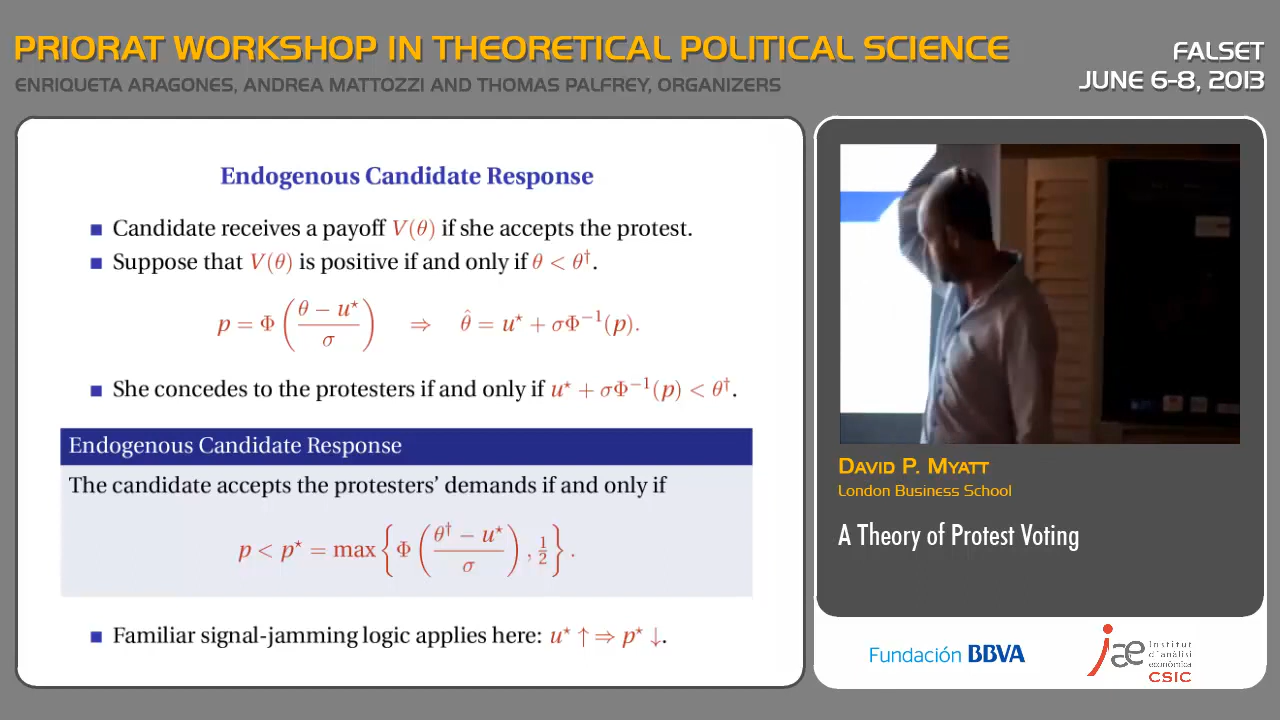 PRIORAT WORKSHOP IN THEORETICAL POLITICAL SCIENCE
ENRIQUETA ARAGONES, ANDREA MATTOZZI AND THOMAS PALFREY, ORGANIZERS
FALSET
JUNE 6-8, 2013
Endogenous Candidate Response
■ Candidate receives a payoff V(θ) if she accepts the protest.
■ Suppose that V(θ) is positive if and only if θ < θ†.
p = Φ((θ − u⋆)/σ) ⇒ θ̂ = u⋆ + σΦ⁻¹(p).
■ She concedes to the protesters if and only if u⋆ + σΦ⁻¹(p) < θ†.
Endogenous Candidate Response
The candidate accepts the protesters' demands if and only if
p < p⋆ = max {Φ((θ† − u⋆)/σ), ½}.
■ Familiar signal-jamming logic applies here: u⋆ ↑ ⇒ p⋆ ↓.
DAVID P. MYATT
London Business School
A Theory of Protest Voting
Fundación BBVA
iae Institut d'anàlisi econòmica
CSIC